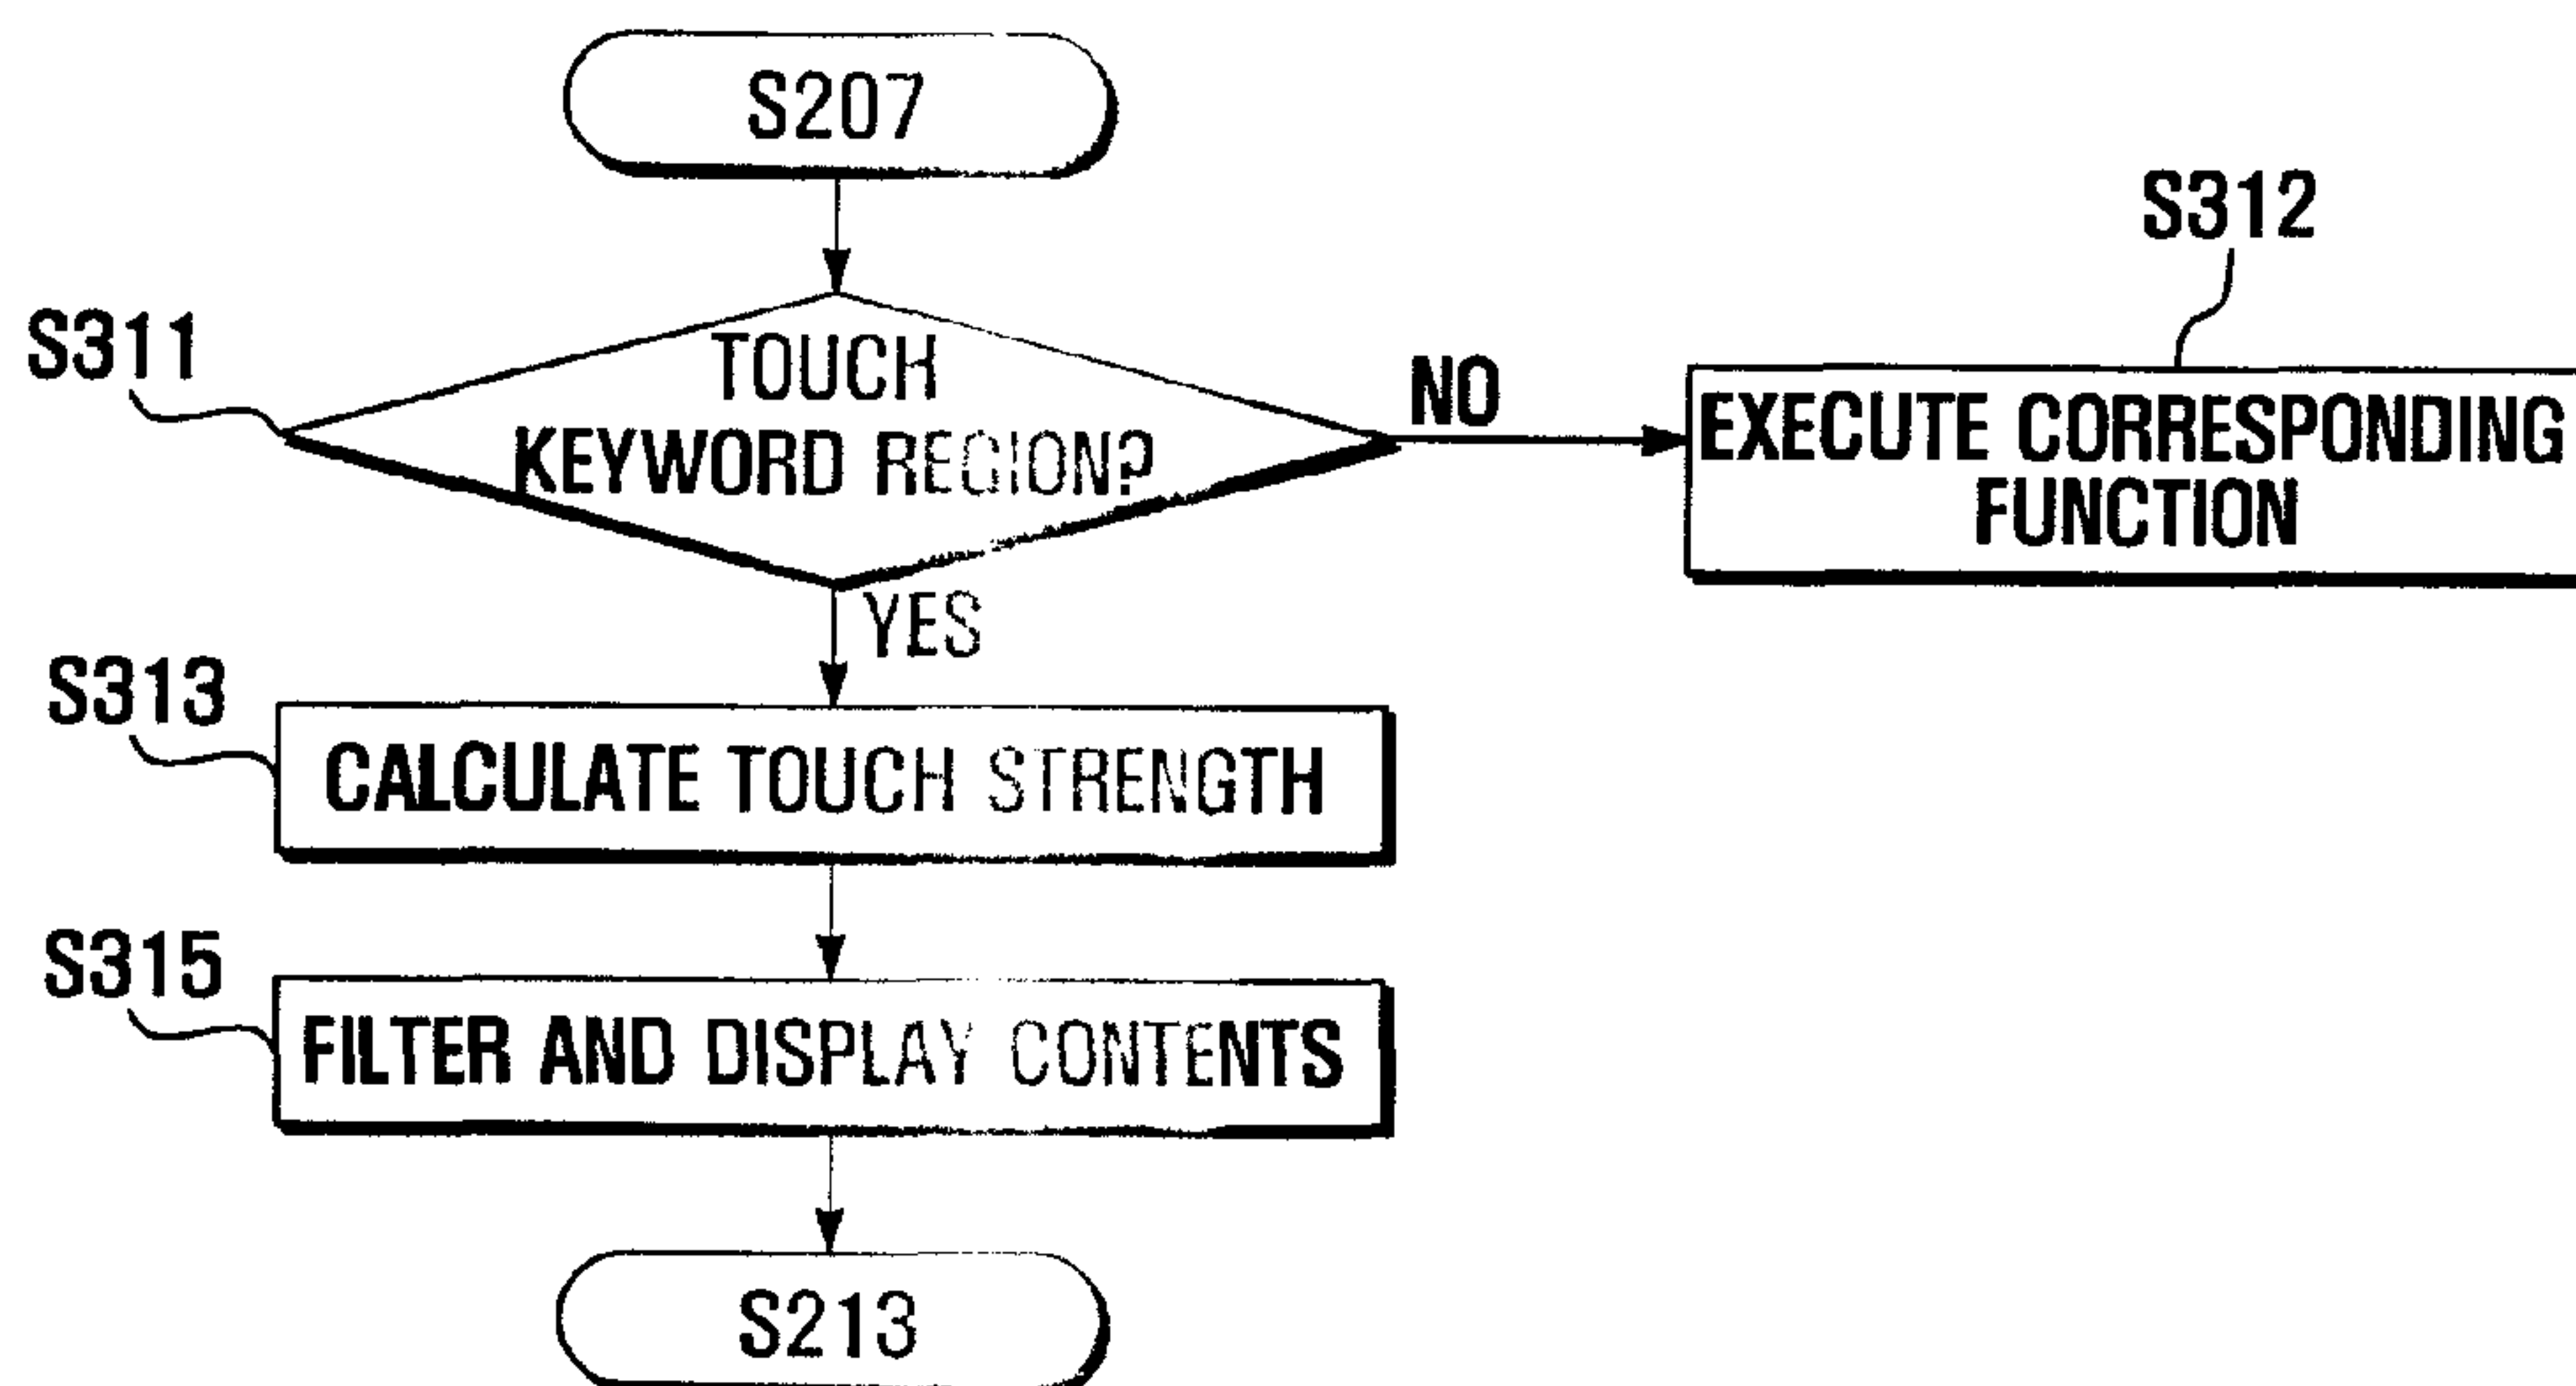 S207
S312
S311
TOUCH
KEYWORD REGION?
NO
EXECUTE CORRESPONDING
FUNCTION
YES
S313
CALCULATE TOUCH STRENGTH
S315
FILTER AND DISPLAY CONTENTS
S213